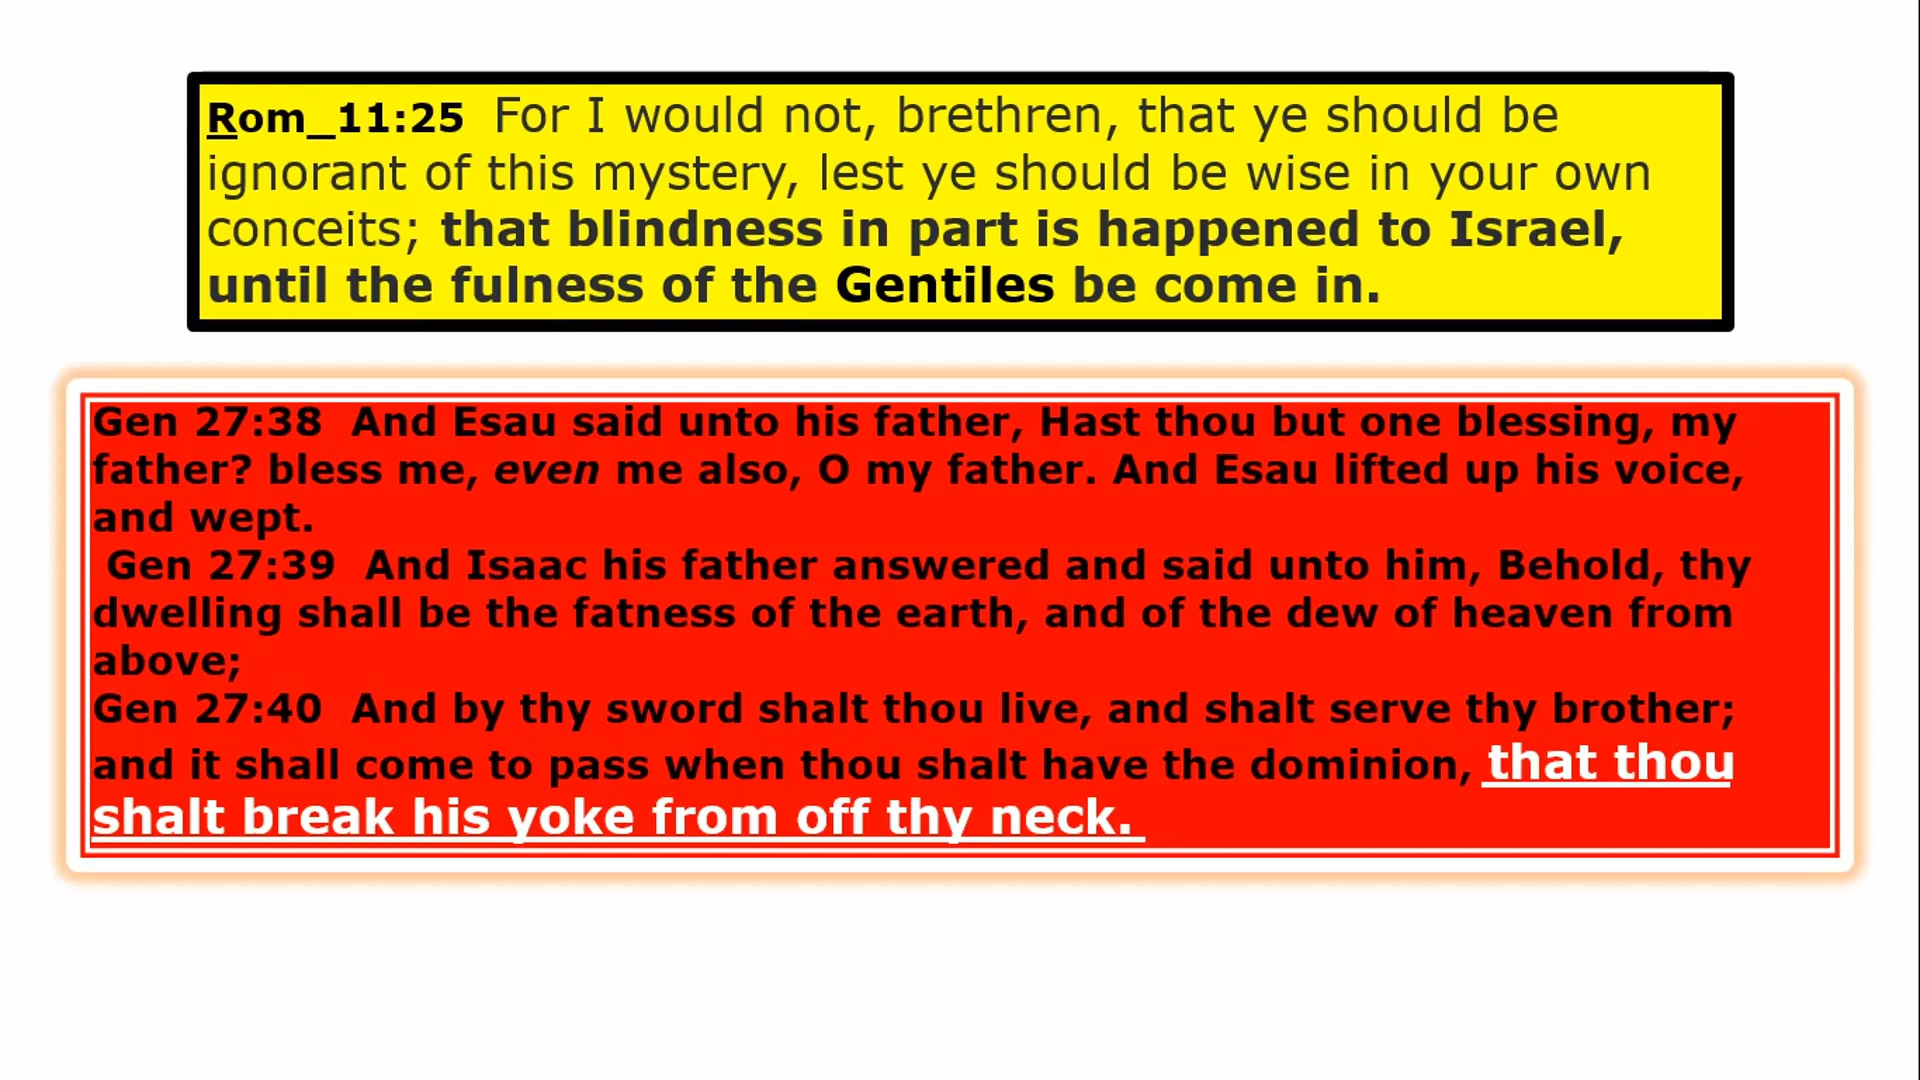 Rom_11:25  For I would not, brethren, that ye should be
ignorant of this mystery, lest ye should be wise in your own
conceits; that blindness in part is happened to Israel,
until the fulness of the Gentiles be come in.
Gen 27:38  And Esau said unto his father, Hast thou but one blessing, my
father? bless me, even me also, O my father. And Esau lifted up his voice,
and wept.
Gen 27:39  And Isaac his father answered and said unto him, Behold, thy
dwelling shall be the fatness of the earth, and of the dew of heaven from
above;
Gen 27:40  And by thy sword shalt thou live, and shalt serve thy brother;
and it shall come to pass when thou shalt have the dominion, that thou
shalt break his yoke from off thy neck.